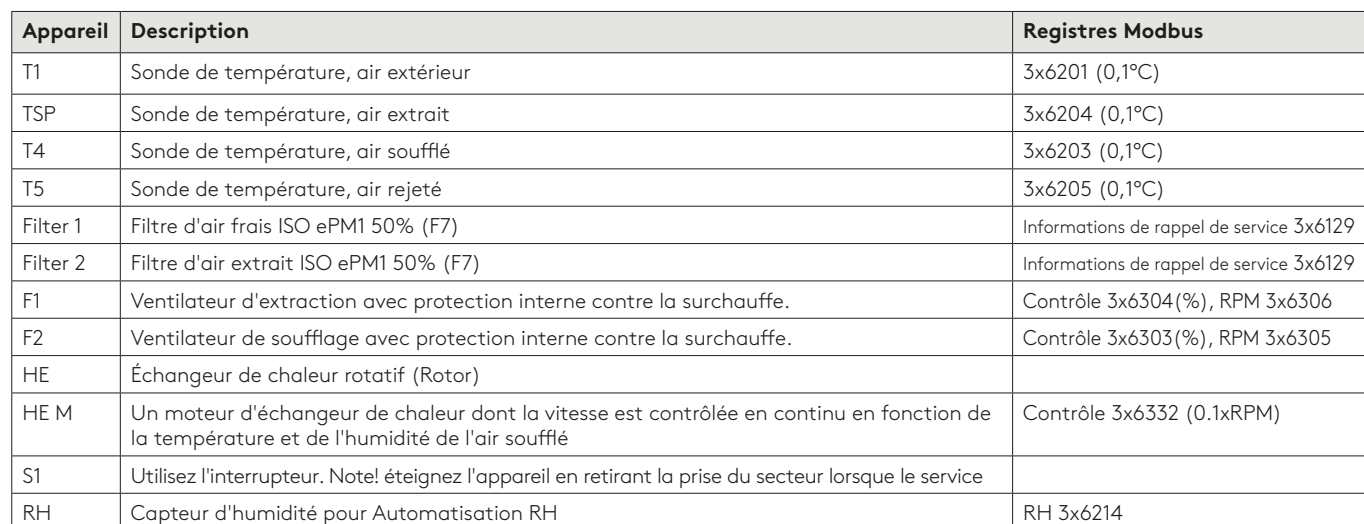 Appareil Description Registres Modbus
T1 Sonde de température, air extérieur 3x6201 (0,1°C)
TSP Sonde de température, air extrait 3x6204 (0,1°C)
T4 Sonde de température, air soufflé 3x6203 (0,1°C)
T5 Sonde de température, air rejeté 3x6205 (0,1°C)
Filter 1 Filtre d'air frais ISO ePM1 50% (F7) Informations de rappel de service 3x6129
Filter 2 Filtre d'air extrait ISO ePM1 50% (F7) Informations de rappel de service 3x6129
F1 Ventilateur d'extraction avec protection interne contre la surchauffe. Contrôle 3x6304(%), RPM 3x6306
F2 Ventilateur de soufflage avec protection interne contre la surchauffe. Contrôle 3x6303(%), RPM 3x6305
HE Échangeur de chaleur rotatif (Rotor)
HE M Un moteur d'échangeur de chaleur dont la vitesse est contrôlée en continu en fonction de Contrôle 3x6332 (0.1xRPM)
la température et de l'humidité de l'air soufflé
S1 Utilisez l'interrupteur. Note! éteignez l'appareil en retirant la prise du secteur lorsque le service
RH Capteur d'humidité pour Automatisation RH RH 3x6214